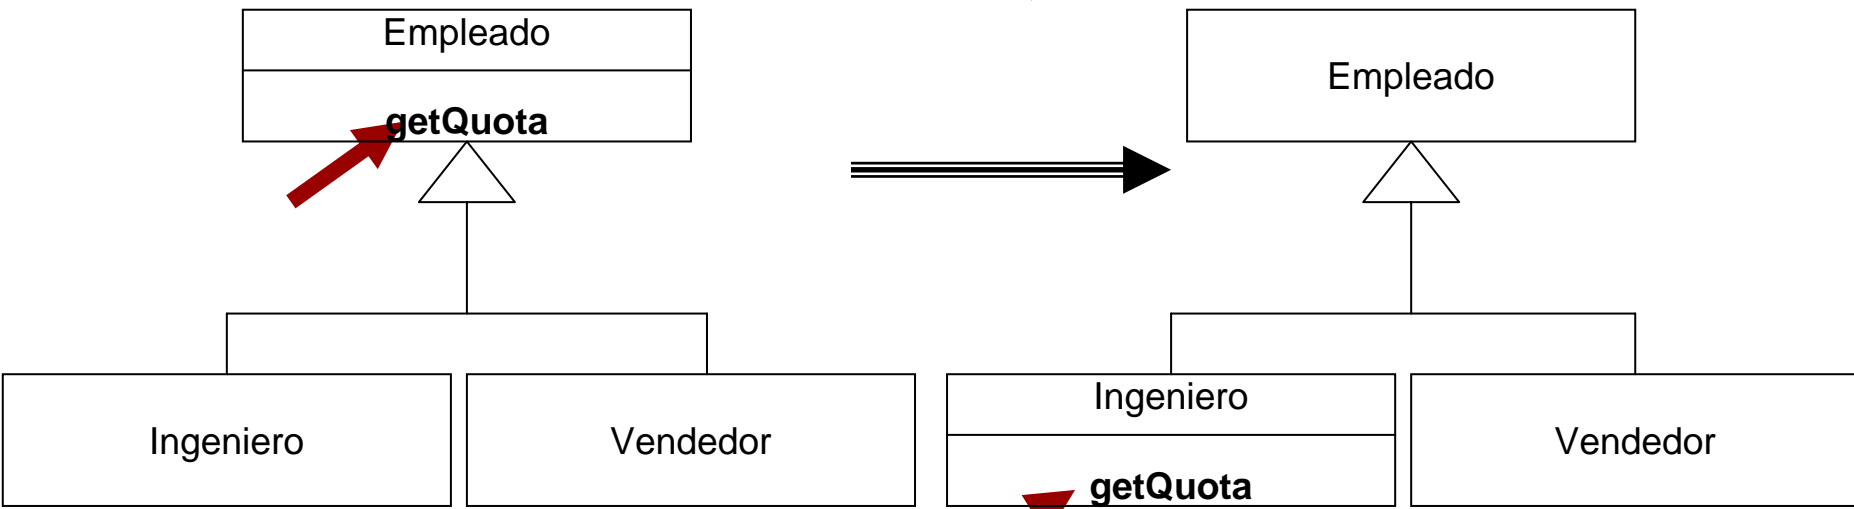 Empleado
getQuota
Ingeniero
Vendedor
Empleado
Ingeniero
getQuota
Vendedor